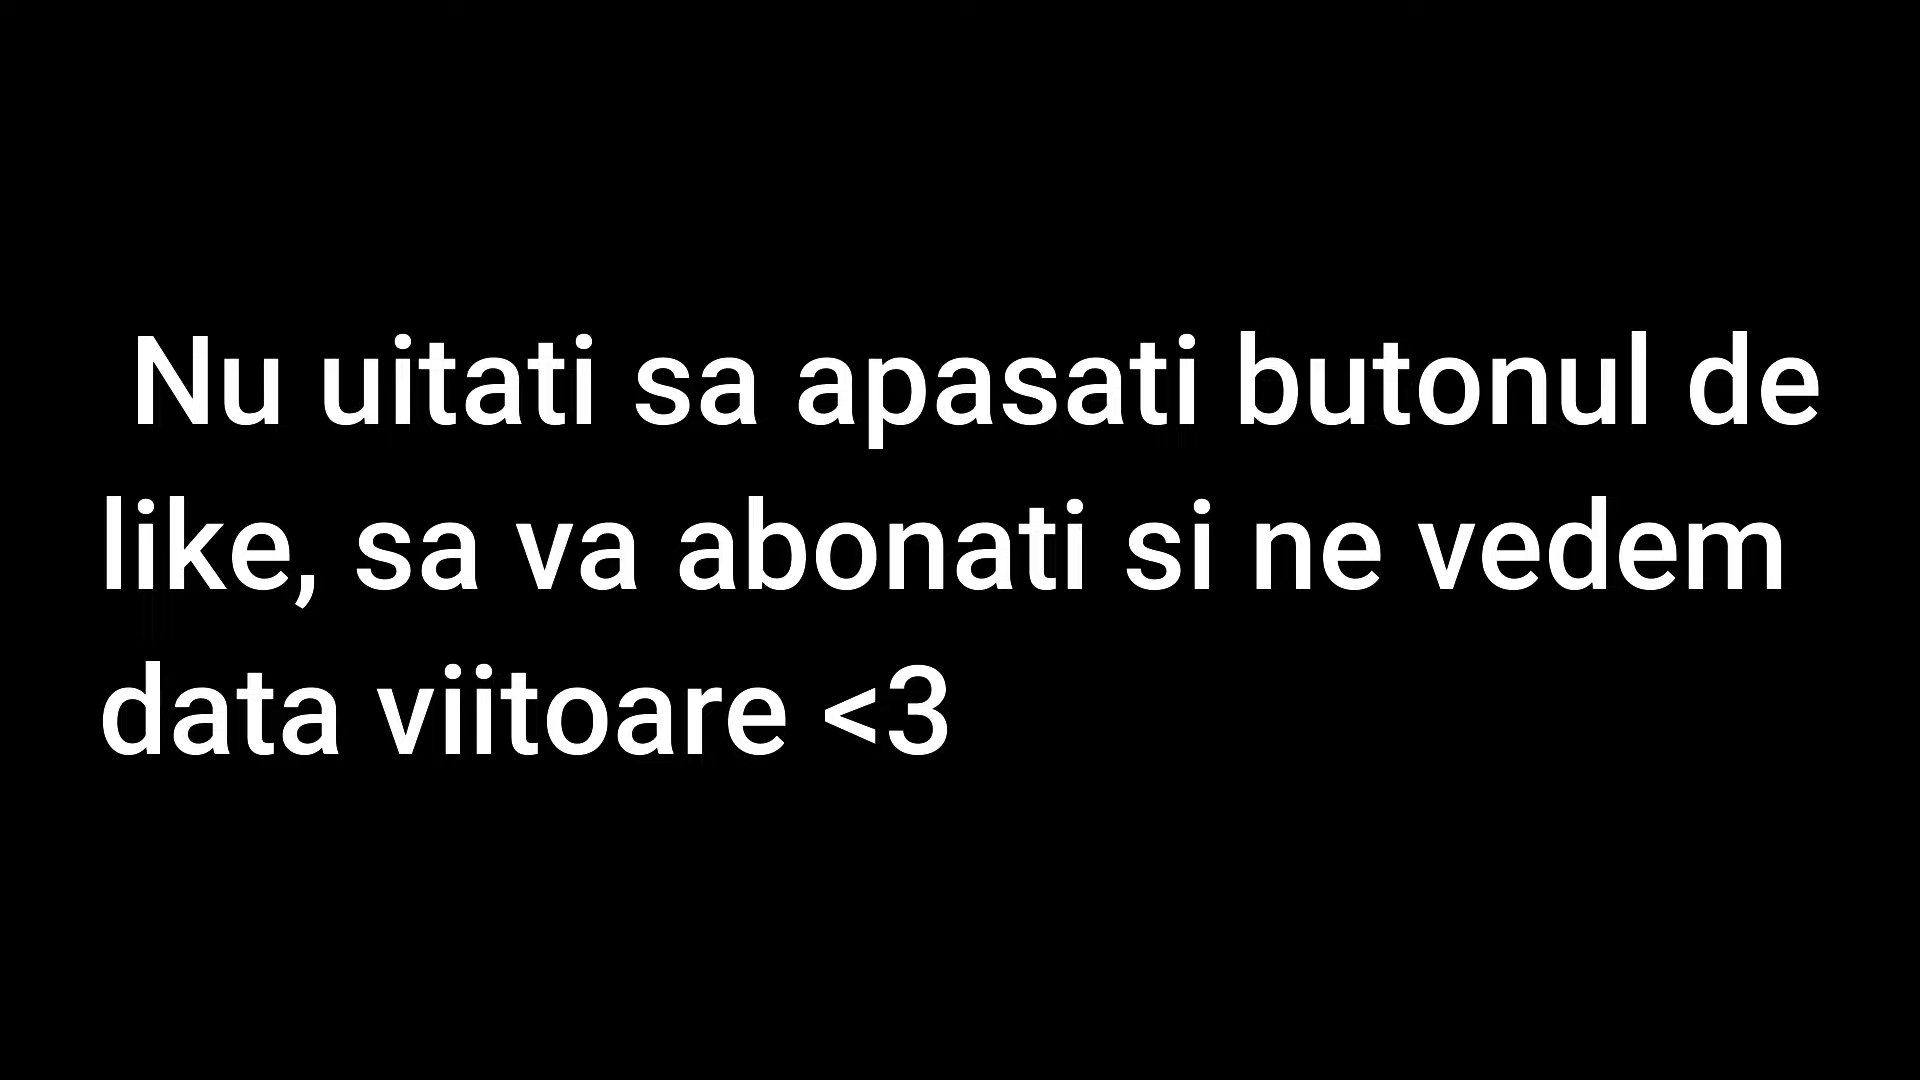 Nu uitati sa apasati butonul de
like, sa va abonati si ne vedem
data viitoare <3